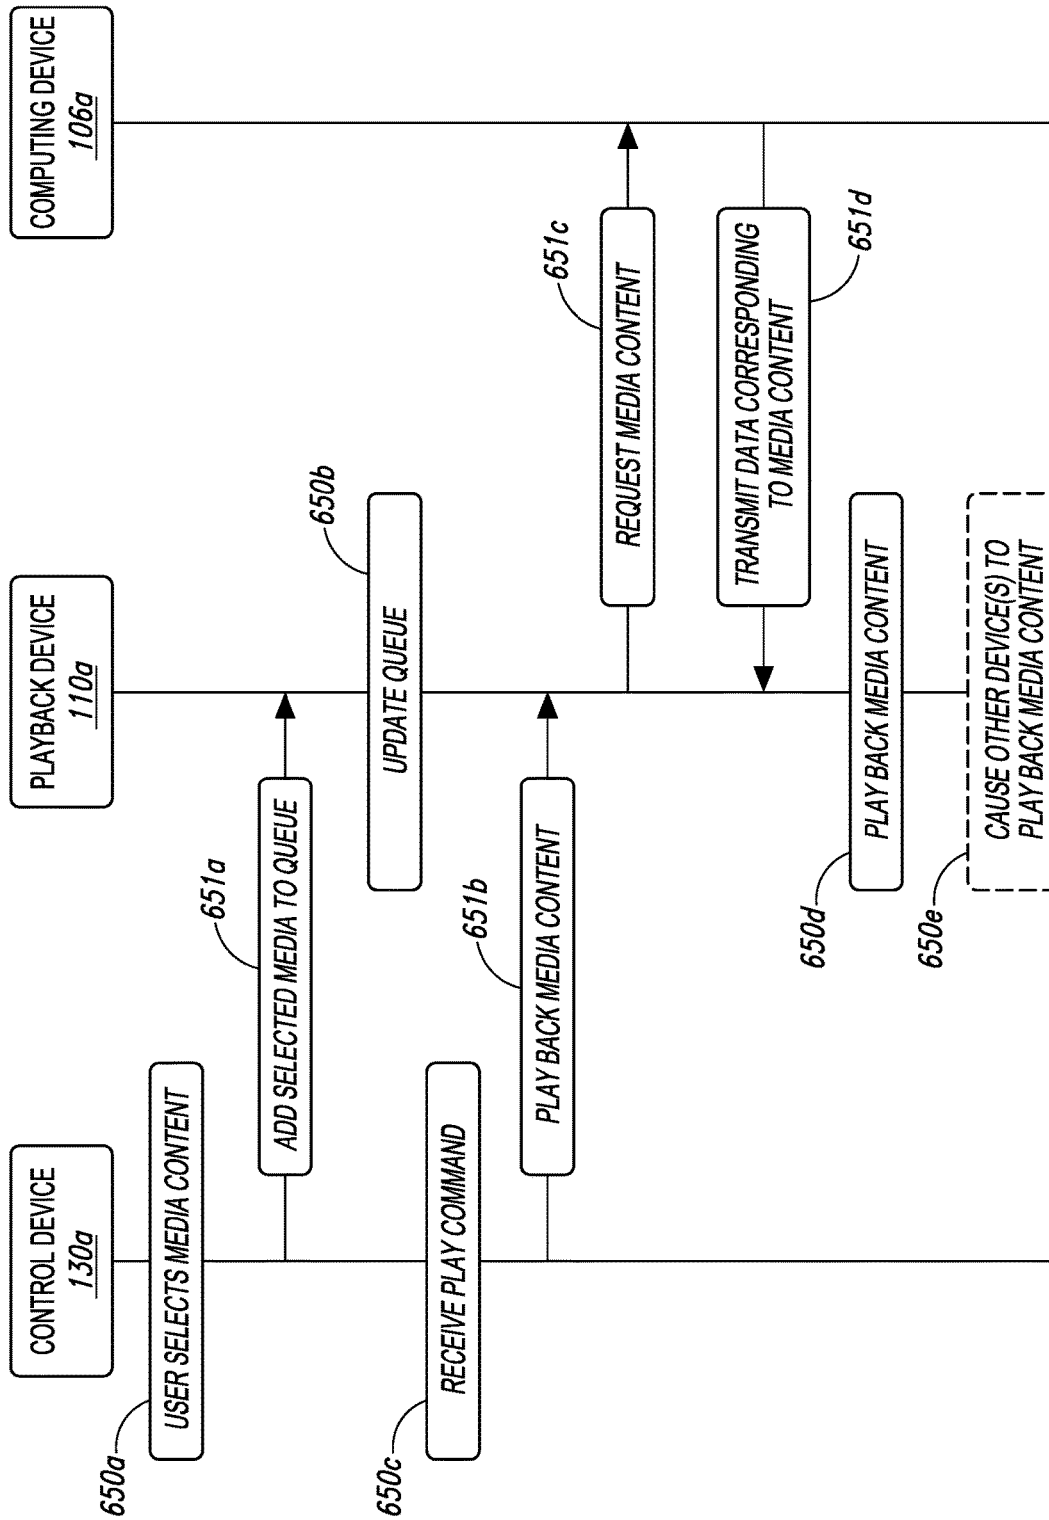 CONTROL DEVICE
130a
PLAYBACK DEVICE
110a
COMPUTING DEVICE
106a
650a
USER SELECTS MEDIA CONTENT
651a
ADD SELECTED MEDIA TO QUEUE
650b
UPDATE QUEUE
650c
RECEIVE PLAY COMMAND
651b
PLAY BACK MEDIA CONTENT
651c
REQUEST MEDIA CONTENT
651d
TRANSMIT DATA CORRESPONDING
TO MEDIA CONTENT
650d
PLAY BACK MEDIA CONTENT
650e
CAUSE OTHER DEVICE(S) TO
PLAY BACK MEDIA CONTENT